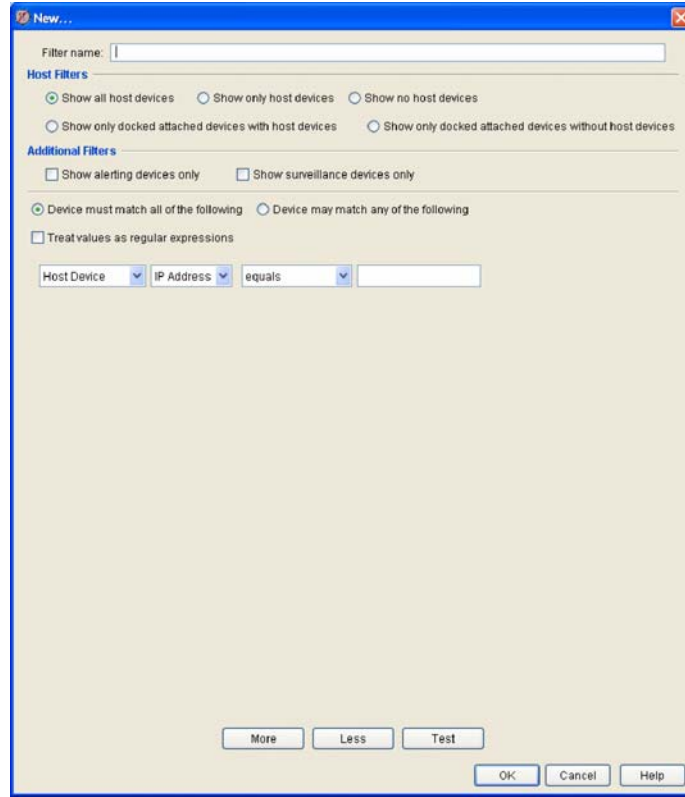 New...
Filter name:
Host Filters
Show all host devices Show only host devices Show no host devices
Show only docked attached devices with host devices Show only docked attached devices without host devices
Additional Filters
Show alerting devices only Show surveillance devices only
Device must match all of the following Device may match any of the following
Treat values as regular expressions
Host Device IP Address equals
More Less Test
OK Cancel Help